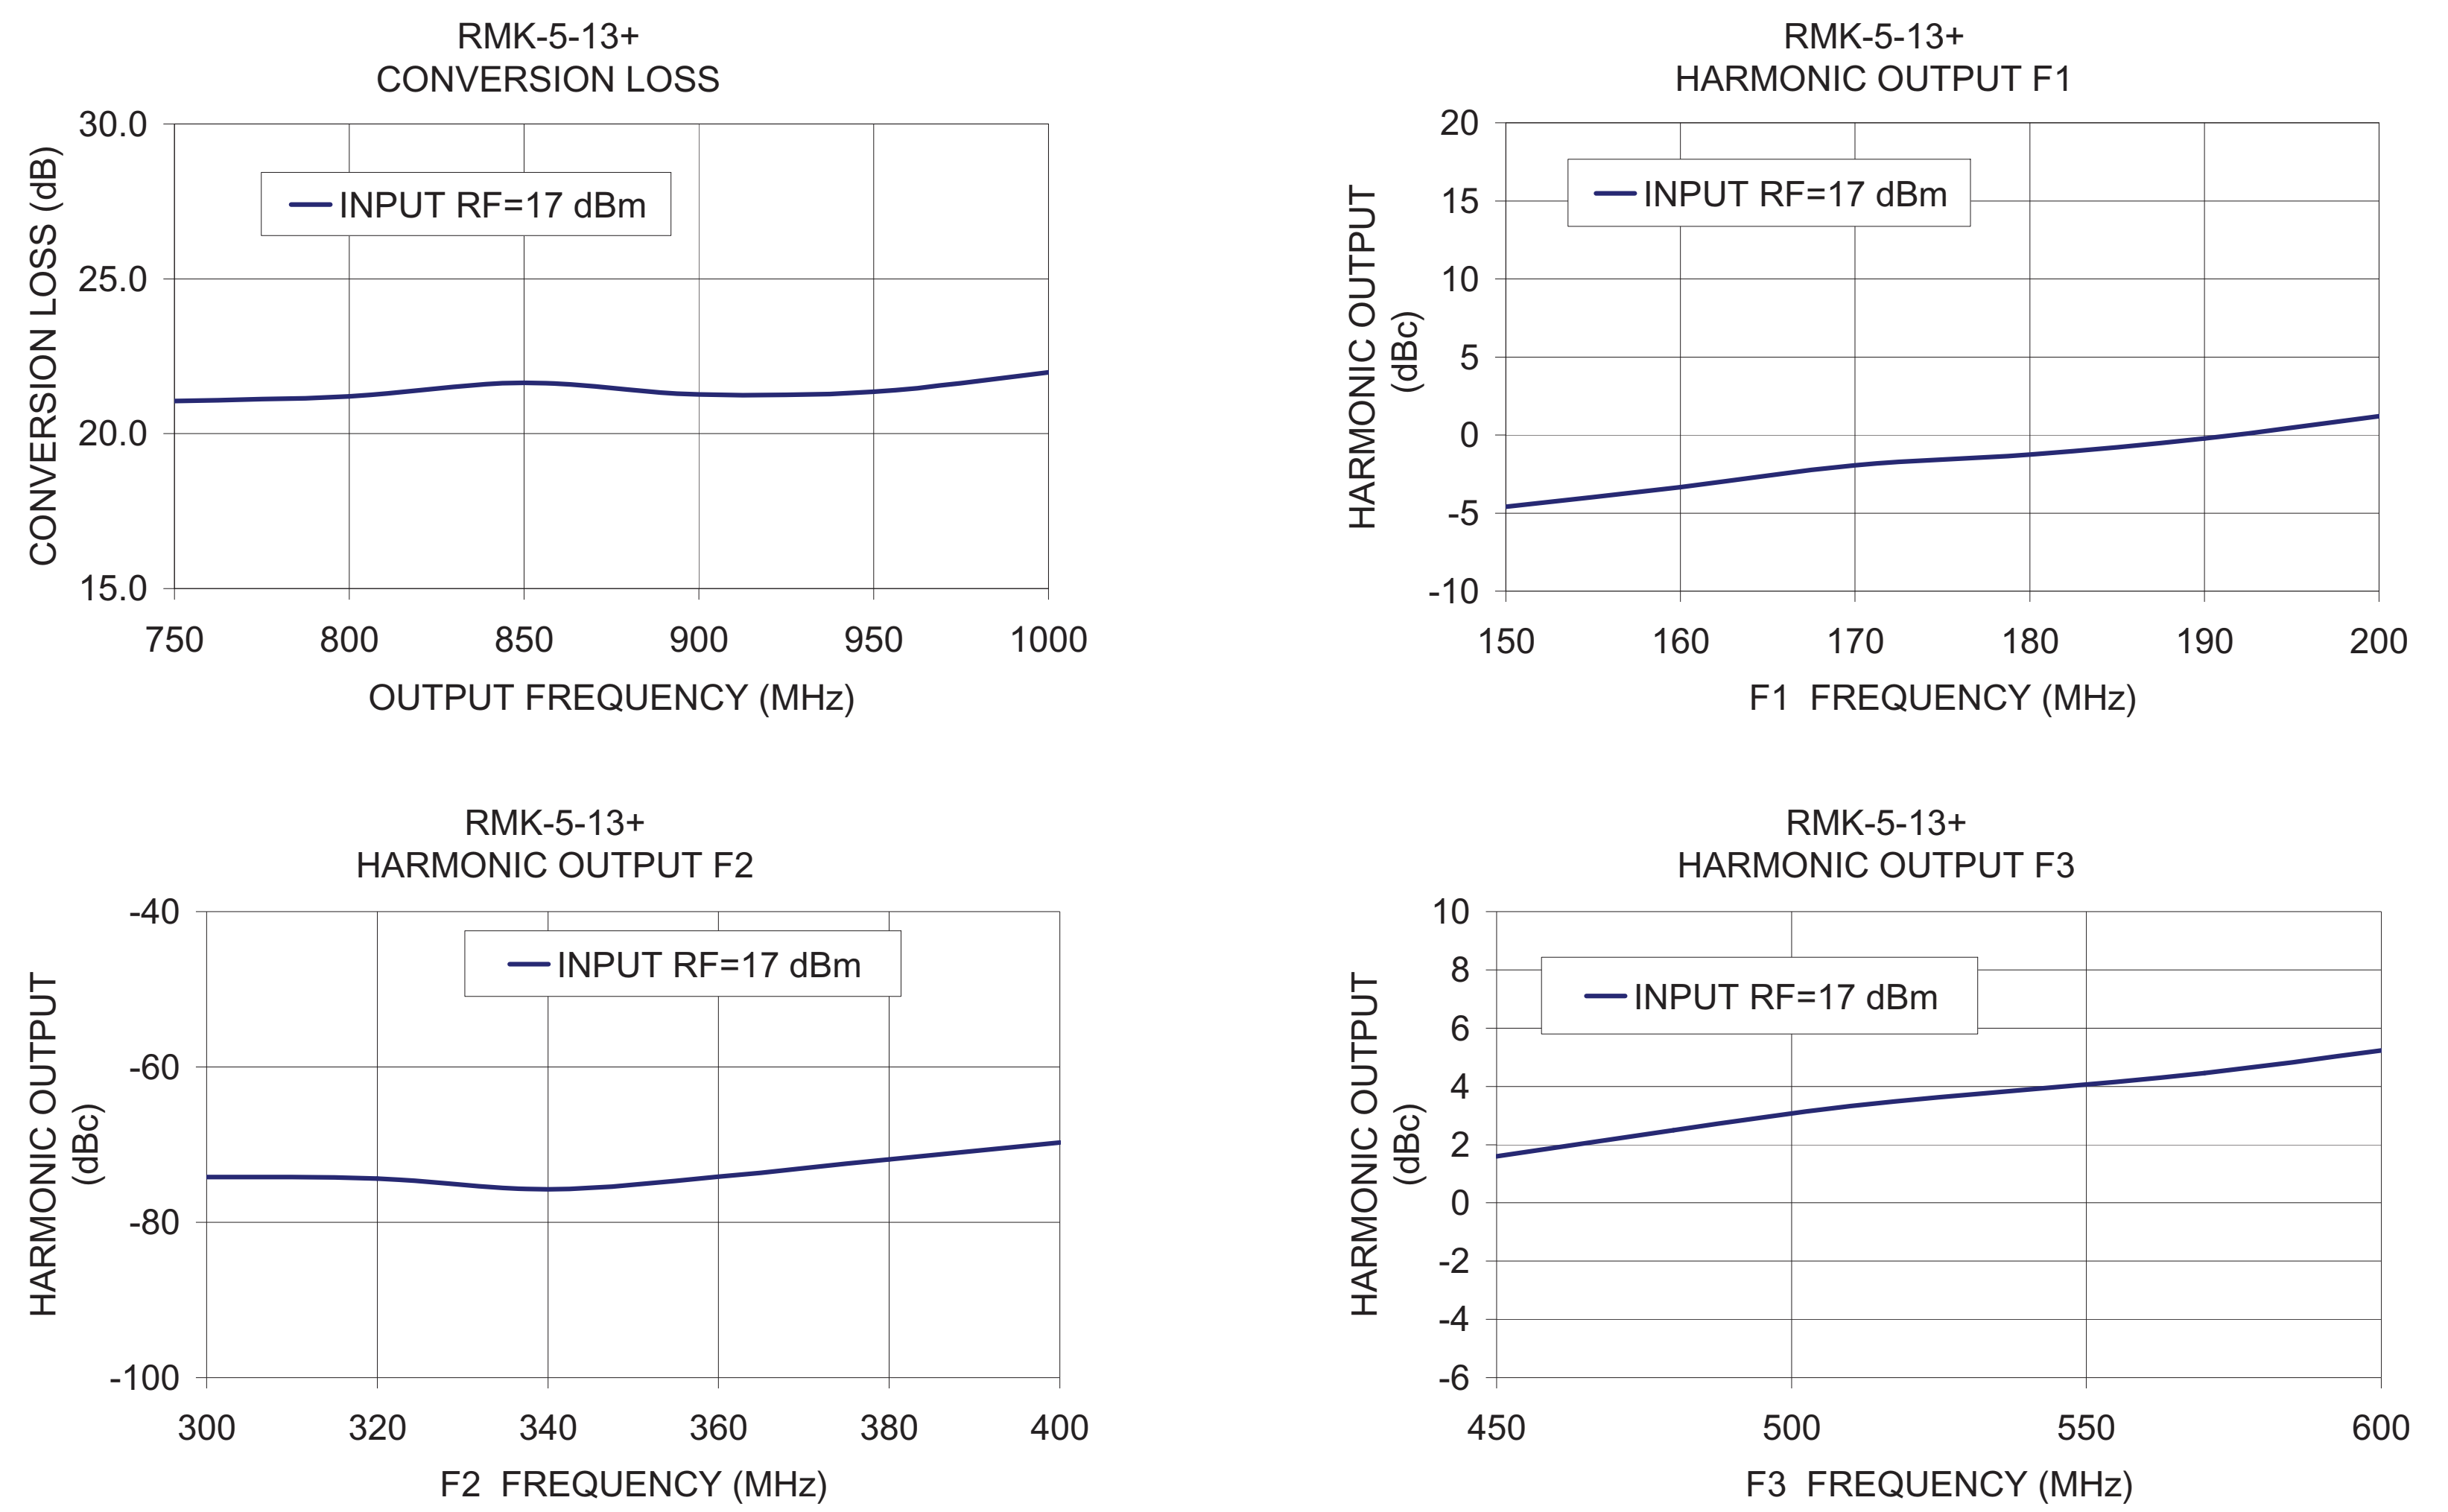 RMK-5-13+
CONVERSION LOSS
CONVERSION LOSS (dB)
30.0
25.0
20.0
15.0
INPUT RF=17 dBm
750 800 850 900 950 1000
OUTPUT FREQUENCY (MHz)
RMK-5-13+
HARMONIC OUTPUT F1
HARMONIC OUTPUT
(dBc)
20
15
10
5
0
-5
-10
INPUT RF=17 dBm
150 160 170 180 190 200
F1 FREQUENCY (MHz)
RMK-5-13+
HARMONIC OUTPUT F2
HARMONIC OUTPUT
(dBc)
-40
-60
-80
-100
INPUT RF=17 dBm
300 320 340 360 380 400
F2 FREQUENCY (MHz)
RMK-5-13+
HARMONIC OUTPUT F3
HARMONIC OUTPUT
(dBc)
10
8
6
4
2
0
-2
-4
-6
INPUT RF=17 dBm
450 500 550 600
F3 FREQUENCY (MHz)